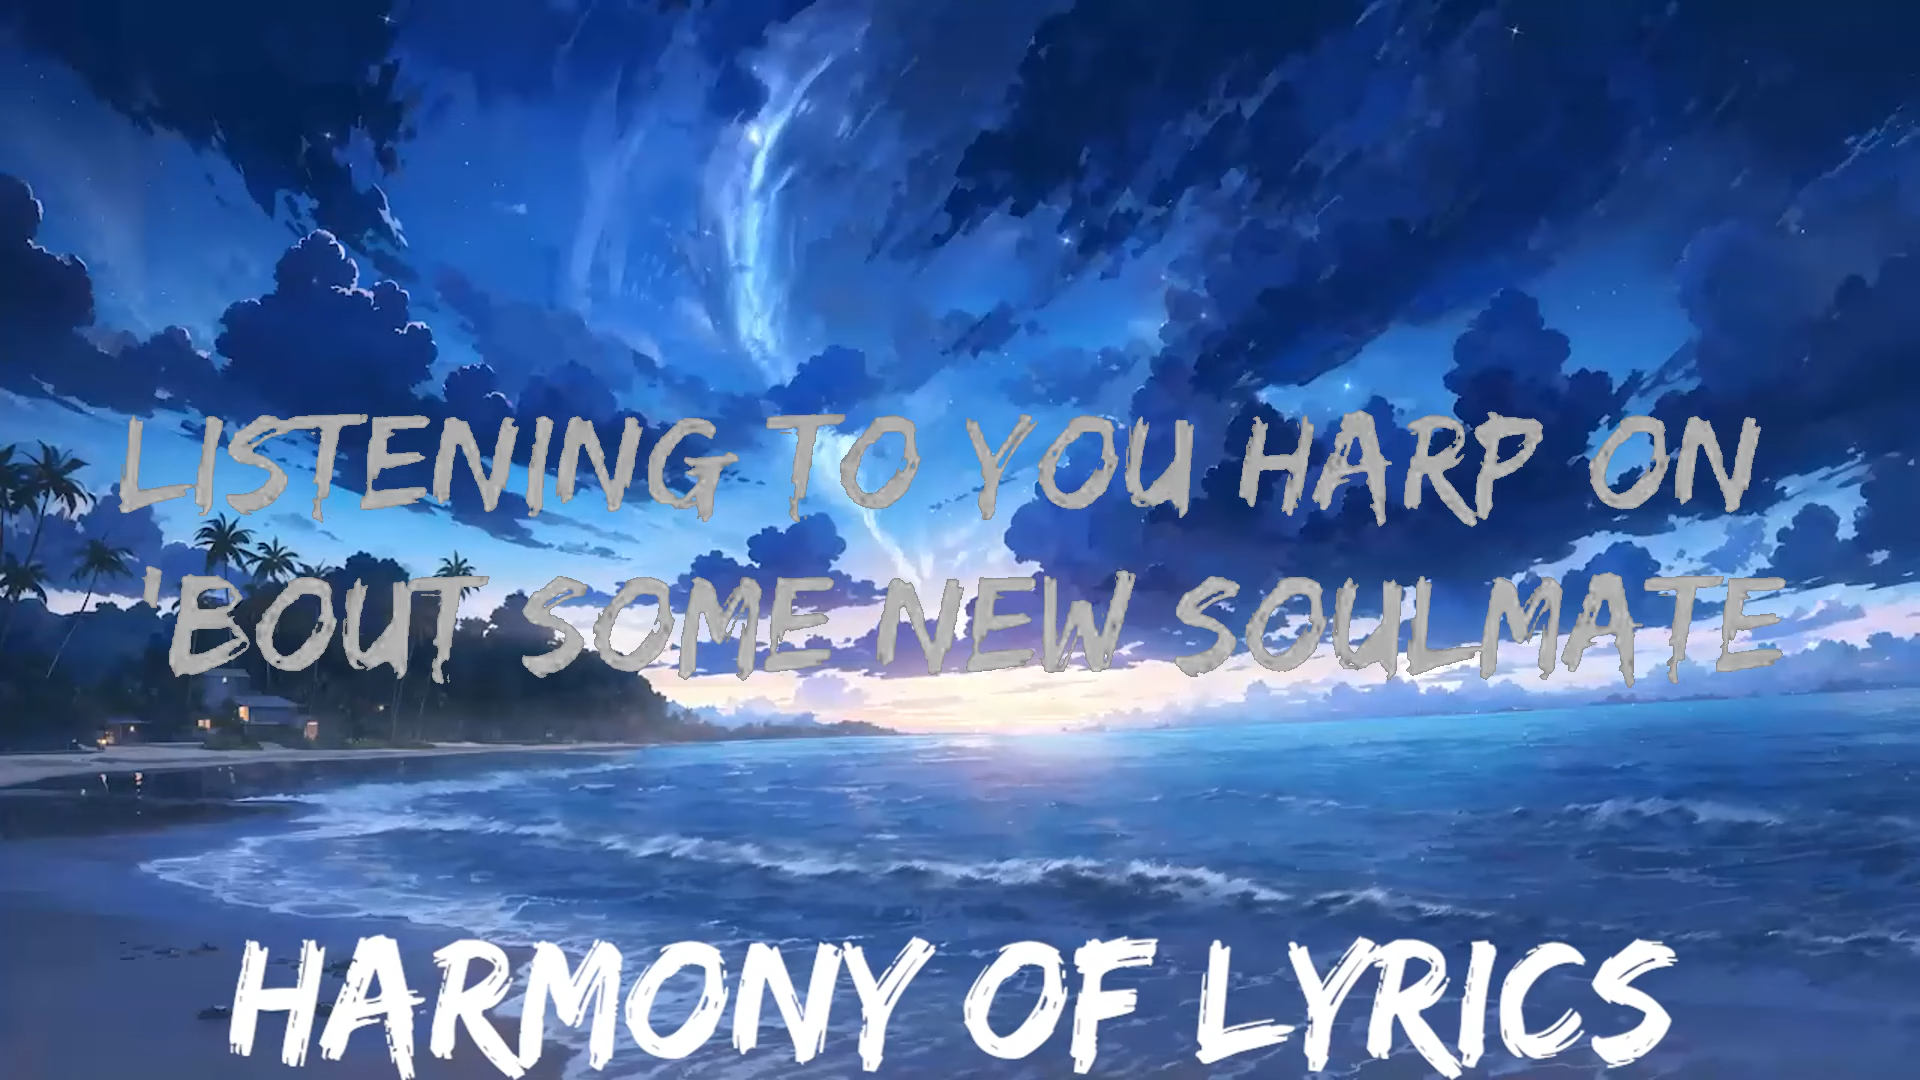 LISTENING TO YOU HARP ON
'BOUT SOME NEW SOULMATE
HARMONY OF LYRICS